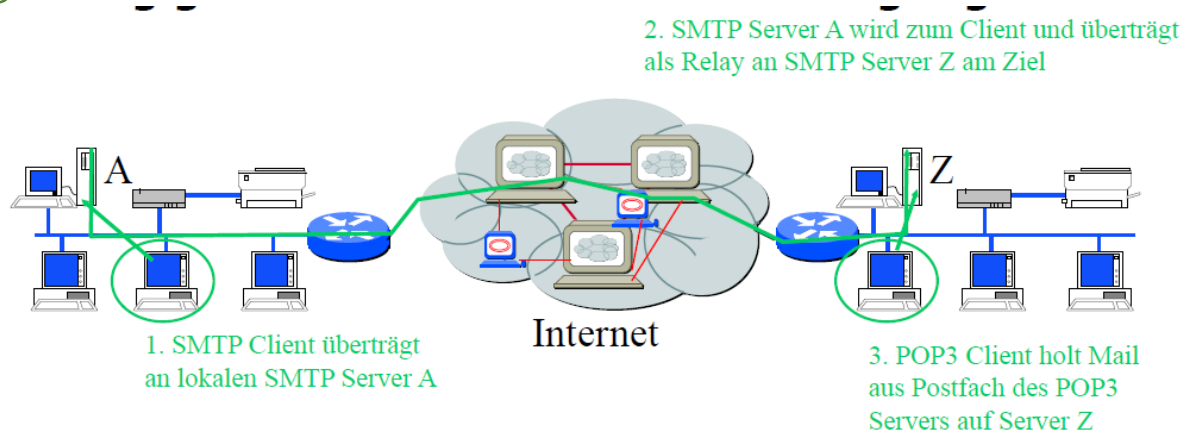 2. SMTP Server A wird zum Client und überträgt
als Relay an SMTP Server Z am Ziel
A
Z
Internet
1. SMTP Client überträgt
an lokalen SMTP Server A
3. POP3 Client holt Mail
aus Postfach des POP3
Servers auf Server Z